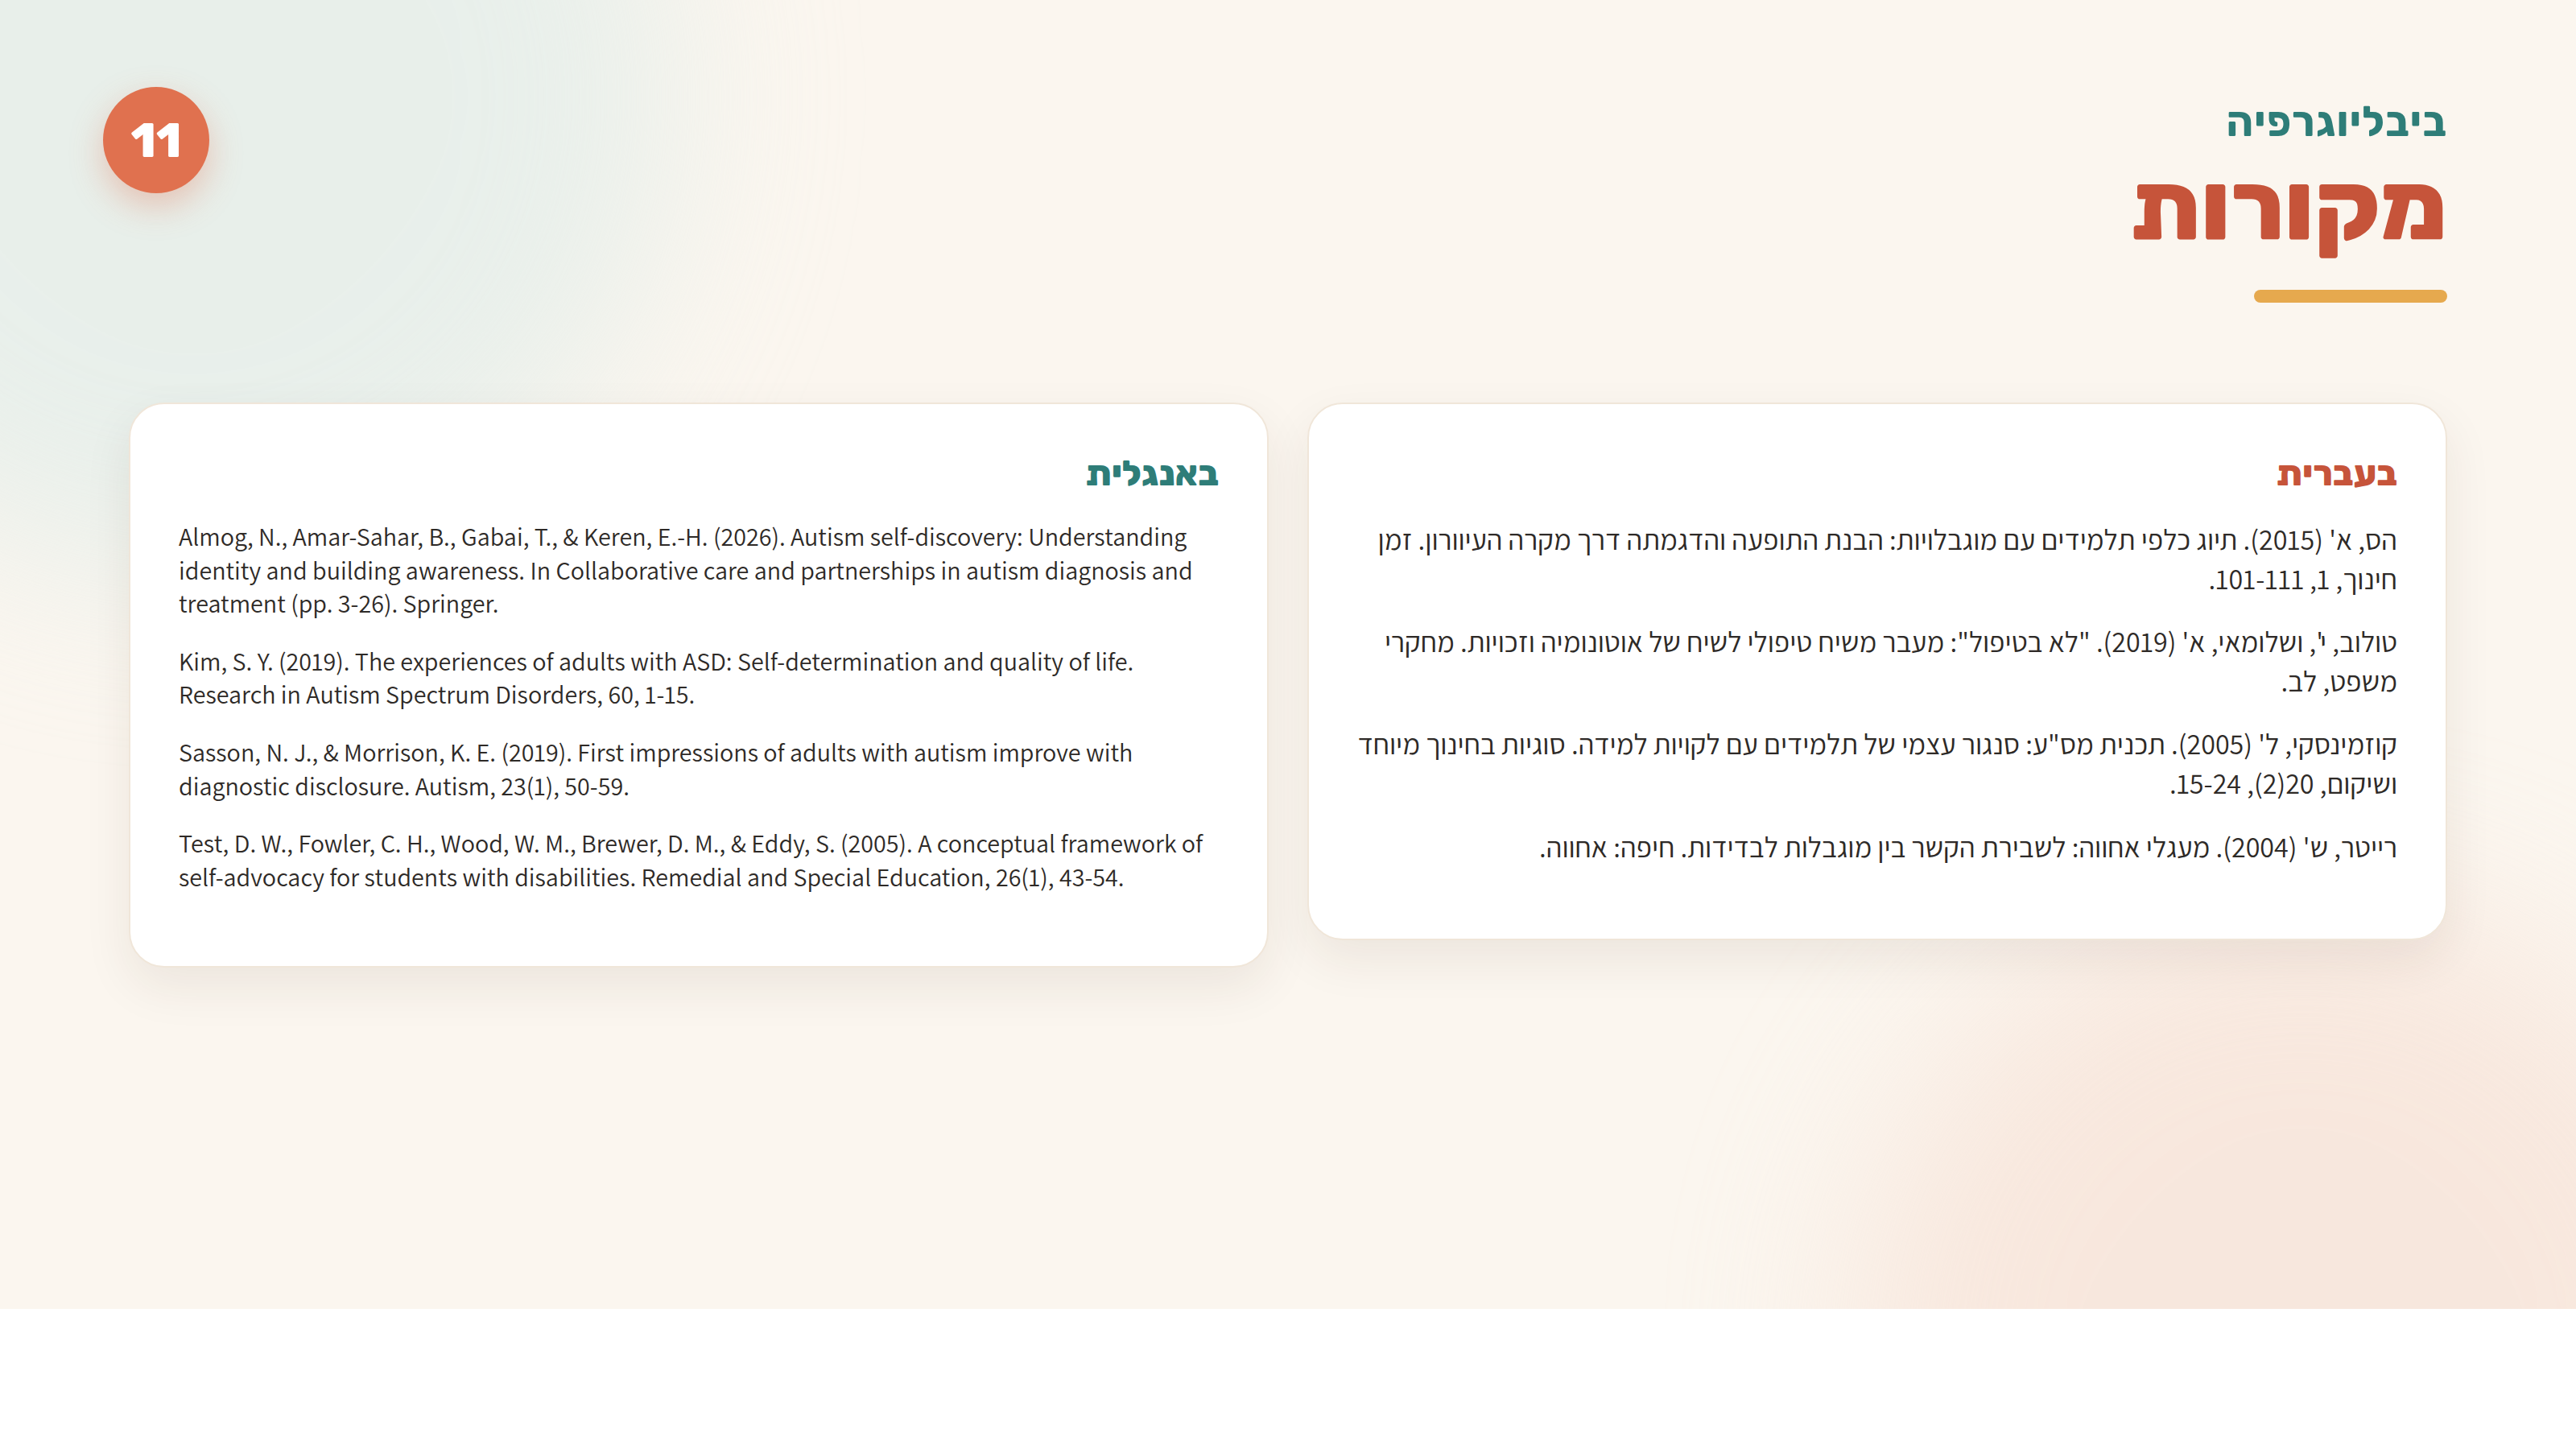 ביבליוגרפיה
מקורות
11
בעברית
הס, א' (2015). תיוג כלפי תלמידים עם מוגבלויות: הבנת התופעה והדגמתה דרך מקרה העיוורון. זמן
חינוך, 1, 101-111.
טולוב, י', ושלומאי, א' (2019). "לא בטיפול": מעבר משיח טיפולי לשיח של אוטונומיה וזכויות. מחקרי
משפט, לב.
קוזמינסקי, ל' (2005). תכנית מס"ע: סנגור עצמי של תלמידים עם לקויות למידה. סוגיות בחינוך מיוחד
ושיקום, 20(2), 15-24.
רייטר, ש' (2004). מעגלי אחווה: לשבירת הקשר בין מוגבלות לבדידות. חיפה: אחווה.
באנגלית
Almog, N., Amar-Sahar, B., Gabai, T., & Keren, E.-H. (2026). Autism self-discovery: Understanding
identity and building awareness. In Collaborative care and partnerships in autism diagnosis and
treatment (pp. 3-26). Springer.
Kim, S. Y. (2019). The experiences of adults with ASD: Self-determination and quality of life.
Research in Autism Spectrum Disorders, 60, 1-15.
Sasson, N. J., & Morrison, K. E. (2019). First impressions of adults with autism improve with
diagnostic disclosure. Autism, 23(1), 50-59.
Test, D. W., Fowler, C. H., Wood, W. M., Brewer, D. M., & Eddy, S. (2005). A conceptual framework of
self-advocacy for students with disabilities. Remedial and Special Education, 26(1), 43-54.